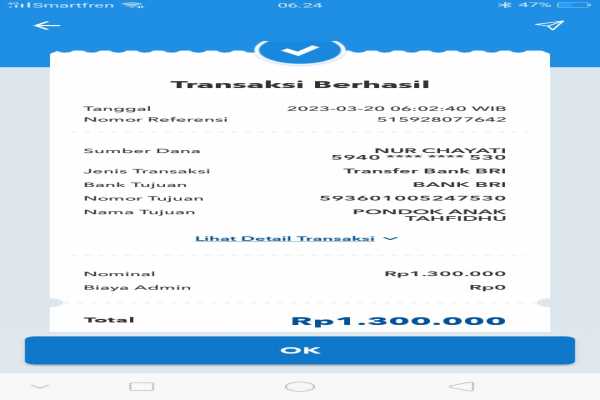 Smartfren 06.24 47%
Transaksi Berhasil
Tanggal 2023-03-20 06:02:40 WIB
Nomor Referensi 515928077642
Sumber Dana NUR CHAYATI
5940 **** **** 530
Jenis Transaksi Transfer Bank BRI
Bank Tujuan BANK BRI
Nomor Tujuan 593601005247530
Nama Tujuan PONDOK ANAK
TAHFIDHU
Lihat Detail Transaksi
Nominal Rp1.300.000
Biaya Admin Rp0
Total Rp1.300.000
OK